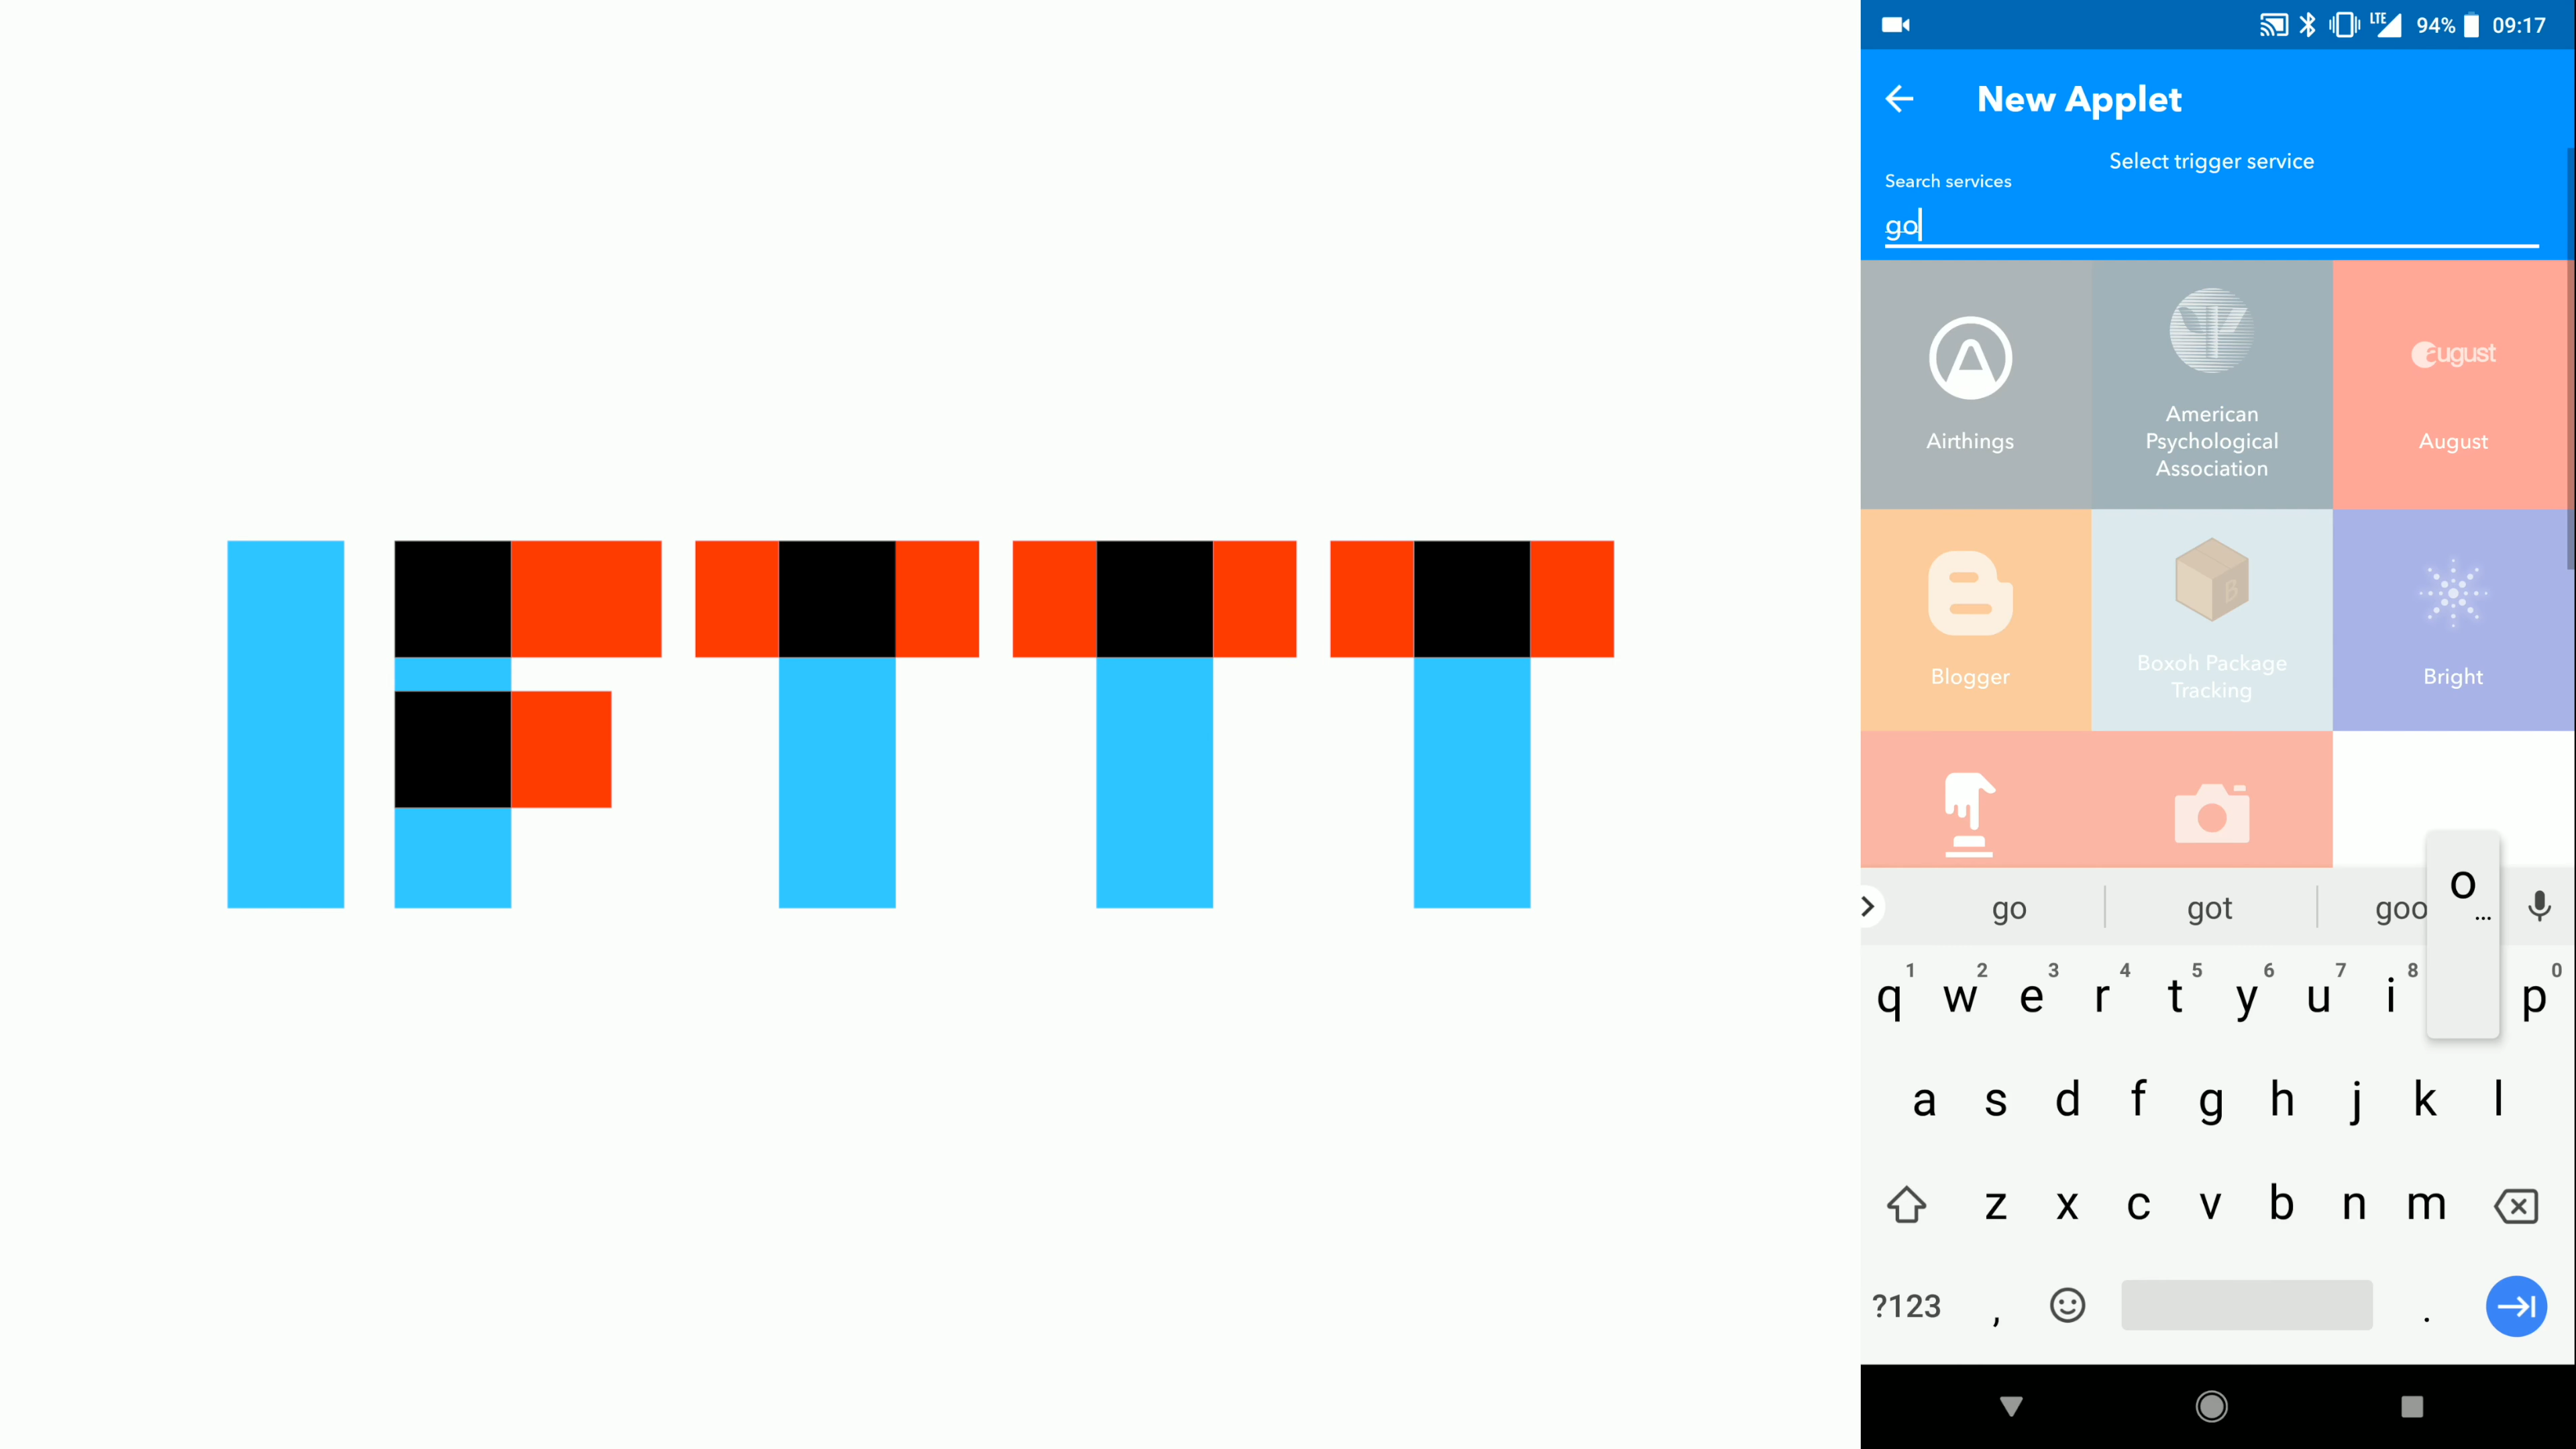 IFTTT
LTE 94% 09:17
New Applet
Select trigger service
Search services
go
Airthings
American
Psychological
Association
august
August
Blogger
B
Boxoh Package
Tracking
Bright
go got goo
o
...
q 1 w 2 e 3 r 4 t 5 y 6 u 7 i 8 p 0
a s d f g h j k l
z x c v b n m
?123 , .